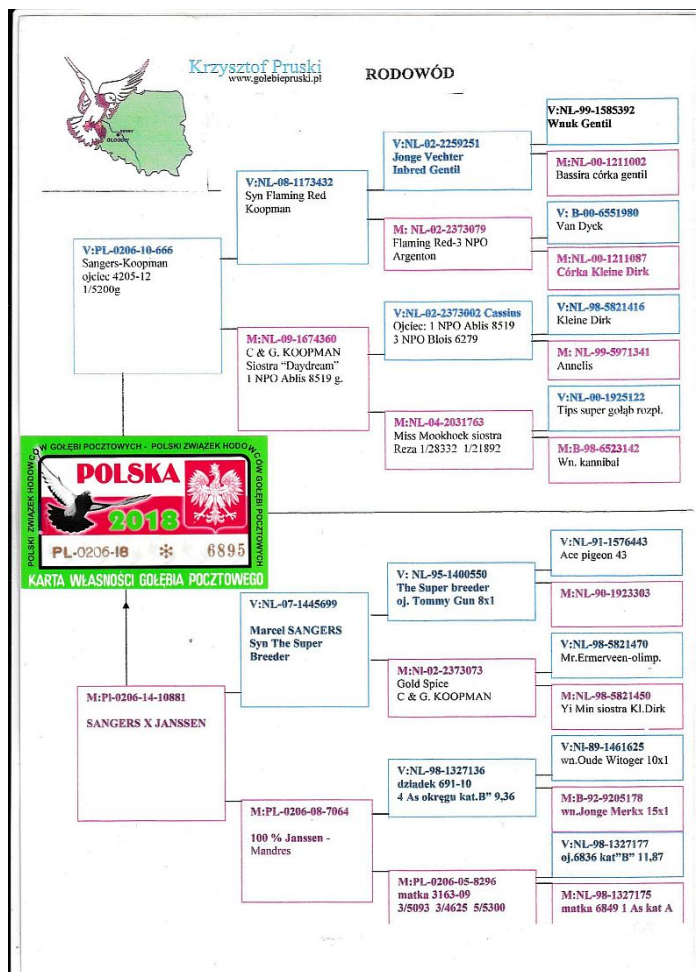 Krzysztof Pruski
www.golebiepruski.pl
RODOWÓD
V:PL-0206-10-666
Sangers-Koopman
ojciec 4205-12
1/5200g
V:NL-08-1173432
Syn Flaming Red
Koopman
M:NL-09-1674360
C & G. KOOPMAN
Siostra "Daydream"
1 NPO Ablis 8519 g.
V:NL-02-2259251
Jonge Vechter
Inbred Gentil
M: NL-02-2373079
Flaming Red-3 NPO
Argenton
V:NL-02-2373002 Cassius
Ojciec: 1 NPO Ablis 8519
3 NPO Blois 6279
M:NL-04-2031763
Miss Mookhoek siostra
Reza 1/28332 1/21892
V:NL-99-1585392
Wnuk Gentil
M:NL-00-1211002
Bassira córka gentil
V: B-00-6551980
Van Dyck
M:NL-00-1211087
Córka Kleine Dirk
V:NL-98-5821416
Kleine Dirk
M: NL-99-5971341
Annelis
V:NL-00-1925122
Tips super gołąb rozpł.
M:B-98-6523142
Wn. kannibal
POLSKI ZWIĄZEK HODOWCÓW GOŁĘBI POCZTOWYCH - POLSKI ZWIĄZEK HODOWCÓW GOŁĘBI POCZTOWYCH
POLSKA
2018
PL-0206-18 6895
KARTA WŁASNOŚCI GOŁĘBIA POCZTOWEGO
M:Pl-0206-14-10881
SANGERS X JANSSEN
V:NL-07-1445699
Marcel SANGERS
Syn The Super
Breeder
M:PL-0206-08-7064
100 % Janssen -
Mandres
V: NL-95-1400550
The Super breeder
oj. Tommy Gun 8x1
M:Nl-02-2373073
Gold Spice
C & G. KOOPMAN
V:NL-98-1327136
dziadek 691-10
4 As okręgu kat.B" 9,36
M:PL-0206-05-8296
matka 3163-09
3/5093 3/4625 5/5300
V:NL-91-1576443
Ace pigeon 43
M:NL-90-1923303
V:NL-98-5821470
Mr.Ermerveen-olimp.
M:NL-98-5821450
Yi Min siostra Kl.Dirk
V:Nl-89-1461625
wn.Oude Witoger 10x1
M:B-92-9205178
wn.Jonge Merkx 15x1
V:NL-98-1327177
oj.6836 kat"B" 11,87
M:NL-98-1327175
matka 6849 1 As kat A